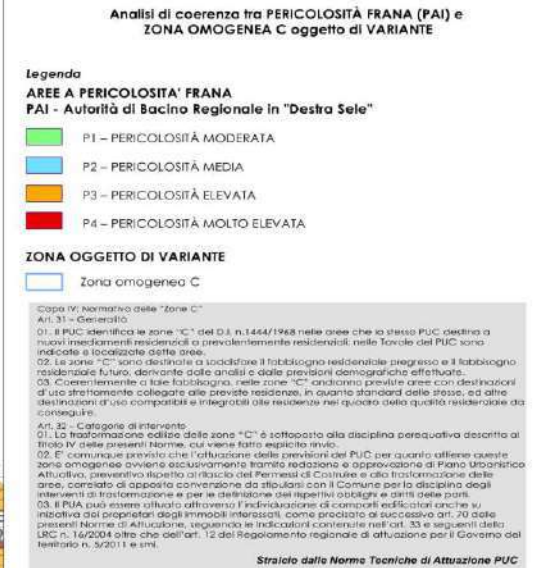 Analisi di coerenza tra PERICOLOSITÀ FRANA (PAI) e
ZONA OMOGENEA C oggetto di VARIANTE
Legenda
AREE A PERICOLOSITA' FRANA
PAI - Autorità di Bacino Regionale in "Destra Sele"
P1 – PERICOLOSITÀ MODERATA
P2 – PERICOLOSITÀ MEDIA
P3 – PERICOLOSITÀ ELEVATA
P4 – PERICOLOSITÀ MOLTO ELEVATA
ZONA OGGETTO DI VARIANTE
Zona omogenea C
Capo IV: Normativa delle "Zone C"
Art. 31 – Generalità
01. Il PUC identifica le zone "C" del D.I. n.1444/1968 nelle aree che lo stesso PUC destina a
nuovi insediamenti residenziali o prevalentemente residenziali; nelle Tavole del PUC sono
indicate e localizzate dette aree.
02. Le zone "C" sono destinate a soddisfare il fabbisogno residenziale pregresso e il fabbisogno
residenziale futuro, derivante dalle analisi e dalle previsioni demografiche effettuate.
03. Coerentemente a tale fabbisogno, nelle zone "C" andranno previste aree con destinazioni
d'uso strettamente collegate alle previste residenze, in quanto standard delle stesse, ed altre
destinazioni d'uso compatibili e integrabili alle residenze nel quadro della qualità residenziale da
conseguire.
Art. 32 – Categorie di intervento
01. La trasformazione edilizia delle zone "C" è sottoposta alla disciplina perequativa descritta al
Titolo IV delle presenti Norme, cui viene fatto esplicito rinvio.
02. E' comunque previsto che l'attuazione delle previsioni del PUC per quanto attiene queste
zone omogenee avviene esclusivamente tramite redazione e approvazione di Piano Urbanistico
Attuativo, preventivo rispetto al rilascio dei Permessi di Costruire e alla trasformazione delle
aree, correlato di apposita convenzione da stipularsi con il Comune per la disciplina degli
interventi di trasformazione e per la definizione dei rispettivi obblighi e diritti delle parti.
03. Il PUA può essere attuato attraverso l'individuazione di comparti edificatori anche su
iniziativa dei proprietari degli immobili interessati, come precisato al successivo art. 70 delle
presenti Norme di Attuazione, seguendo le indicazioni contenute nell'art. 33 e seguenti della
LRC n. 16/2004 oltre che dell'art. 12 del Regolamento regionale di attuazione per il Governo del
territorio n. 5/2011 e smi.
Stralcio dalle Norme Tecniche di Attuazione PUC